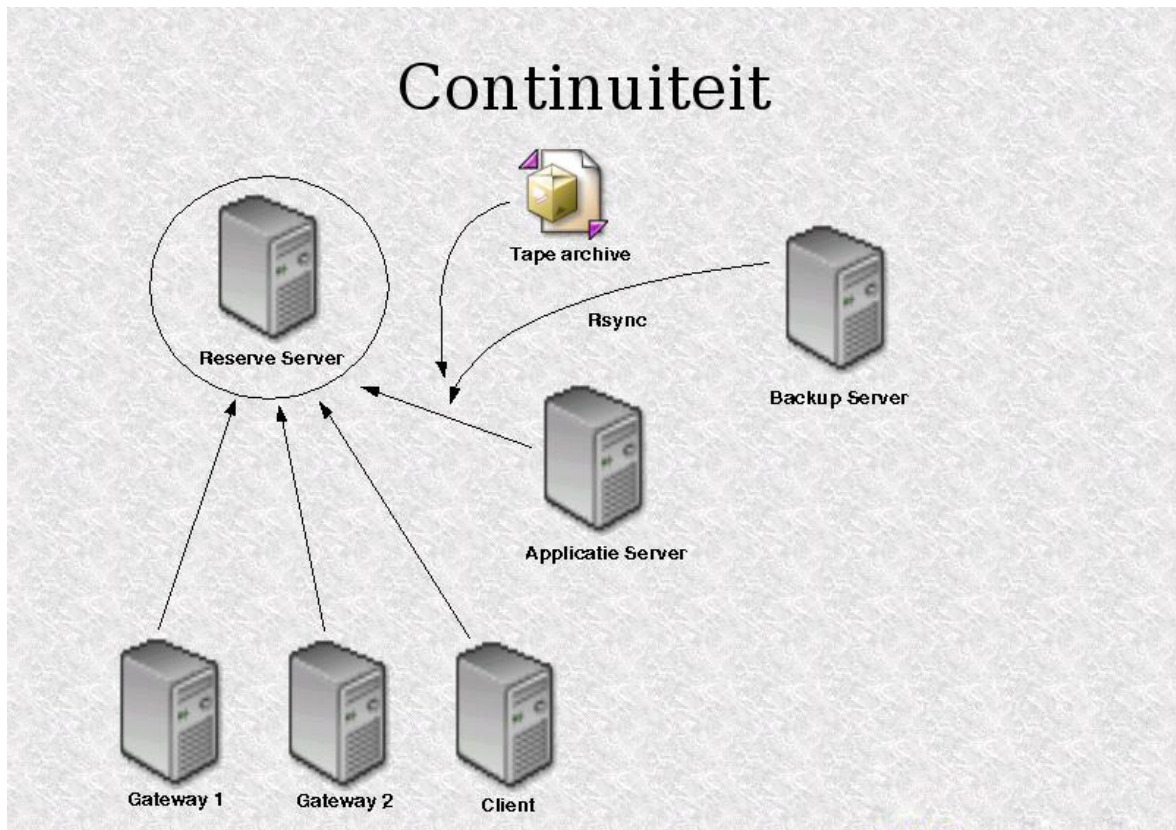 Continuiteit
Tape archive
Rsync
Reserve Server
Backup Server
Applicatie Server
Gateway 1
Gateway 2
Client